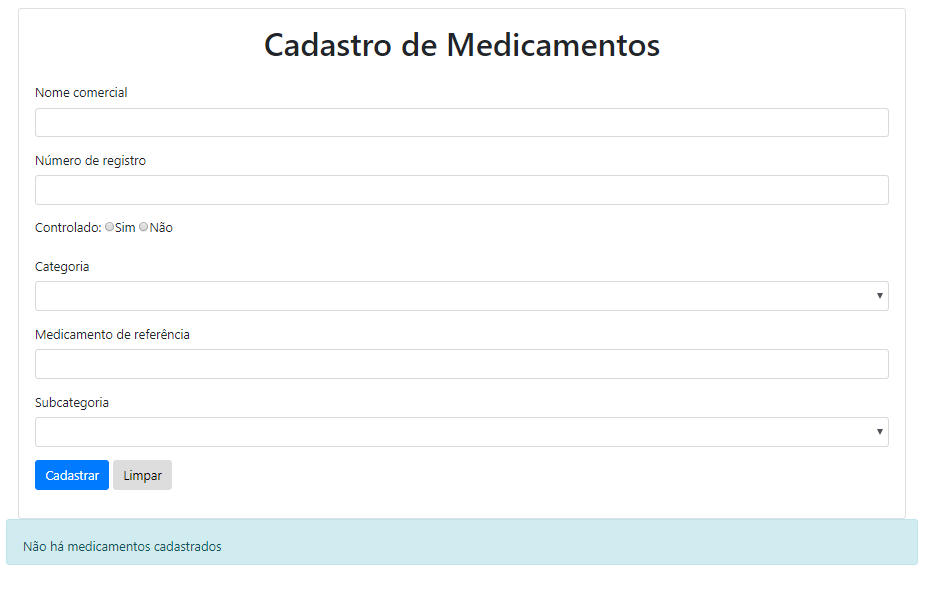 Cadastro de Medicamentos
Nome comercial
Número de registro
Controlado: Sim Não
Categoria
Medicamento de referência
Subcategoria
Cadastrar Limpar
Não há medicamentos cadastrados